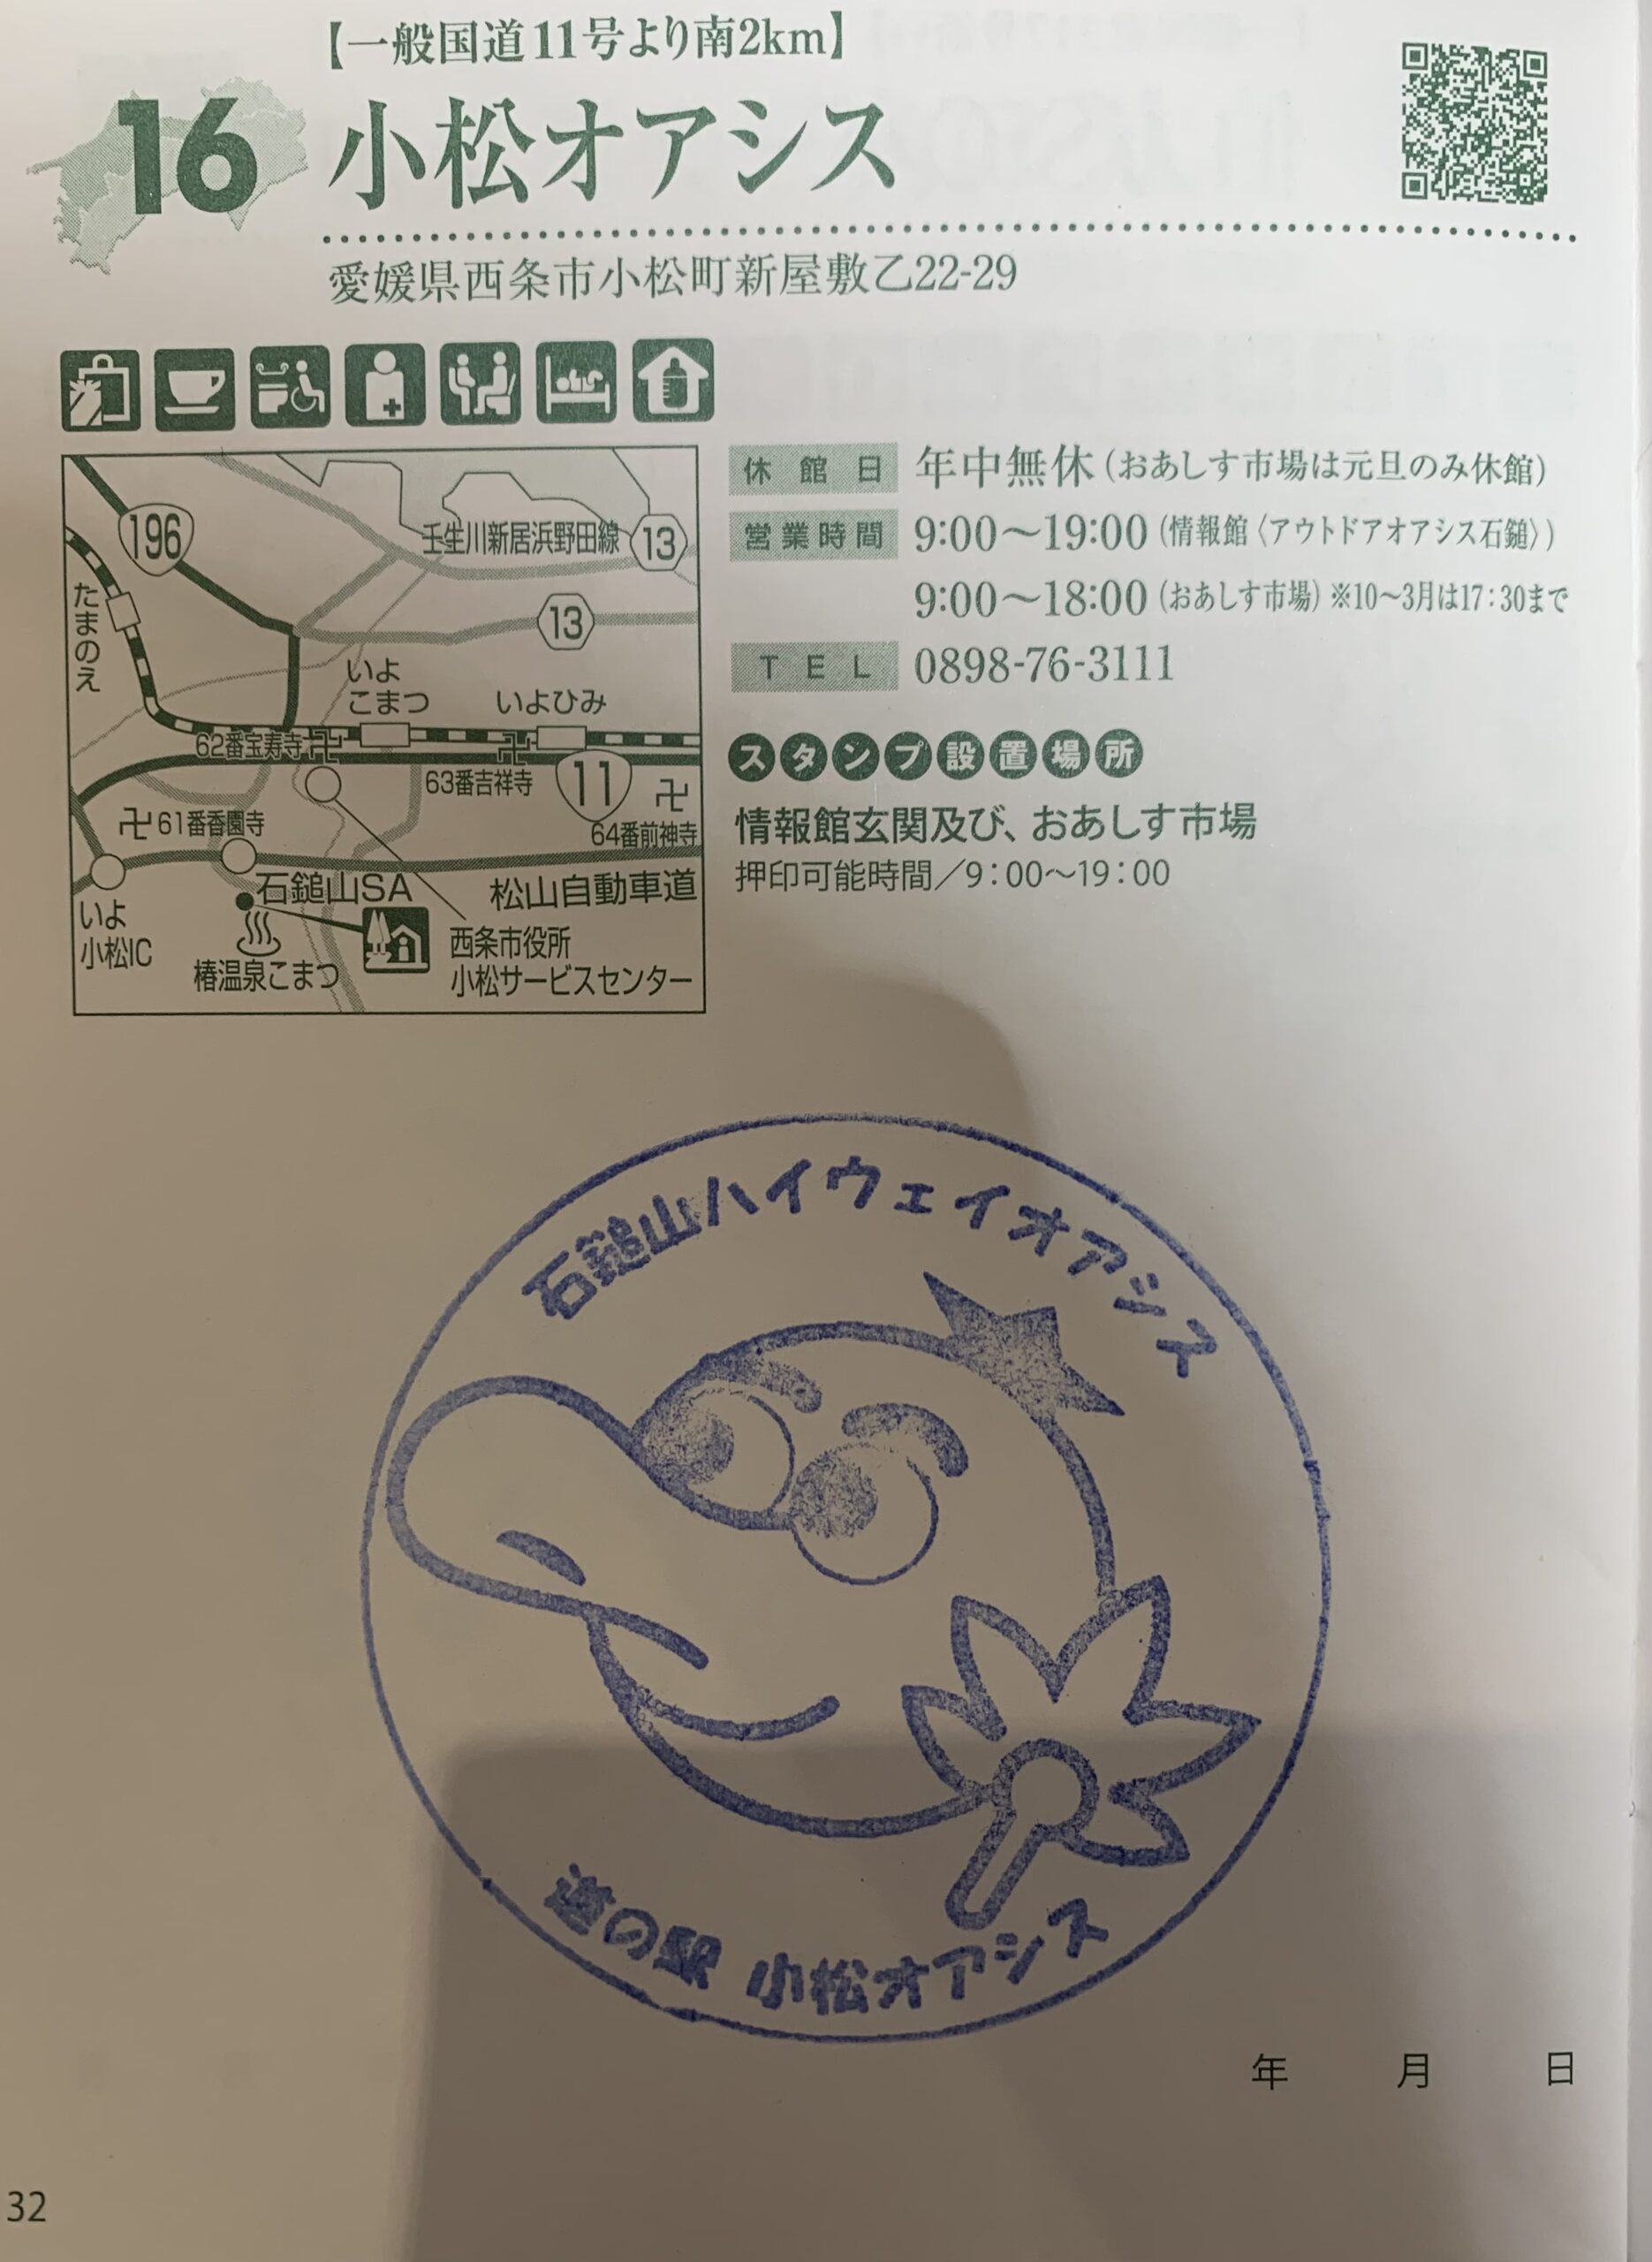 【一般国道11号より南2km】
16 小松オアシス
愛媛県西条市小松町新屋敷乙22-29
休館日 年中無休(おあしす市場は元旦のみ休館)
営業時間 9:00〜19:00(情報館〈アウトドアオアシス石鎚〉)
9:00〜18:00(おあしす市場)※10〜3月は17:30まで
TEL 0898-76-3111
スタンプ設置場所
情報館玄関及び、おあしす市場
押印可能時間/9:00〜19:00
196
壬生川新居浜野田線
13
たまのえ
13
いよ
こまつ
いよひみ
62番宝寿寺
63番吉祥寺
11
卍
卍61番香園寺
64番前神寺
石鎚山SA
松山自動車道
いよ
小松IC
椿温泉こまつ
西条市役所
小松サービスセンター
石鎚山ハイウェイオアシス
道の駅 小松オアシス
年 月 日
32